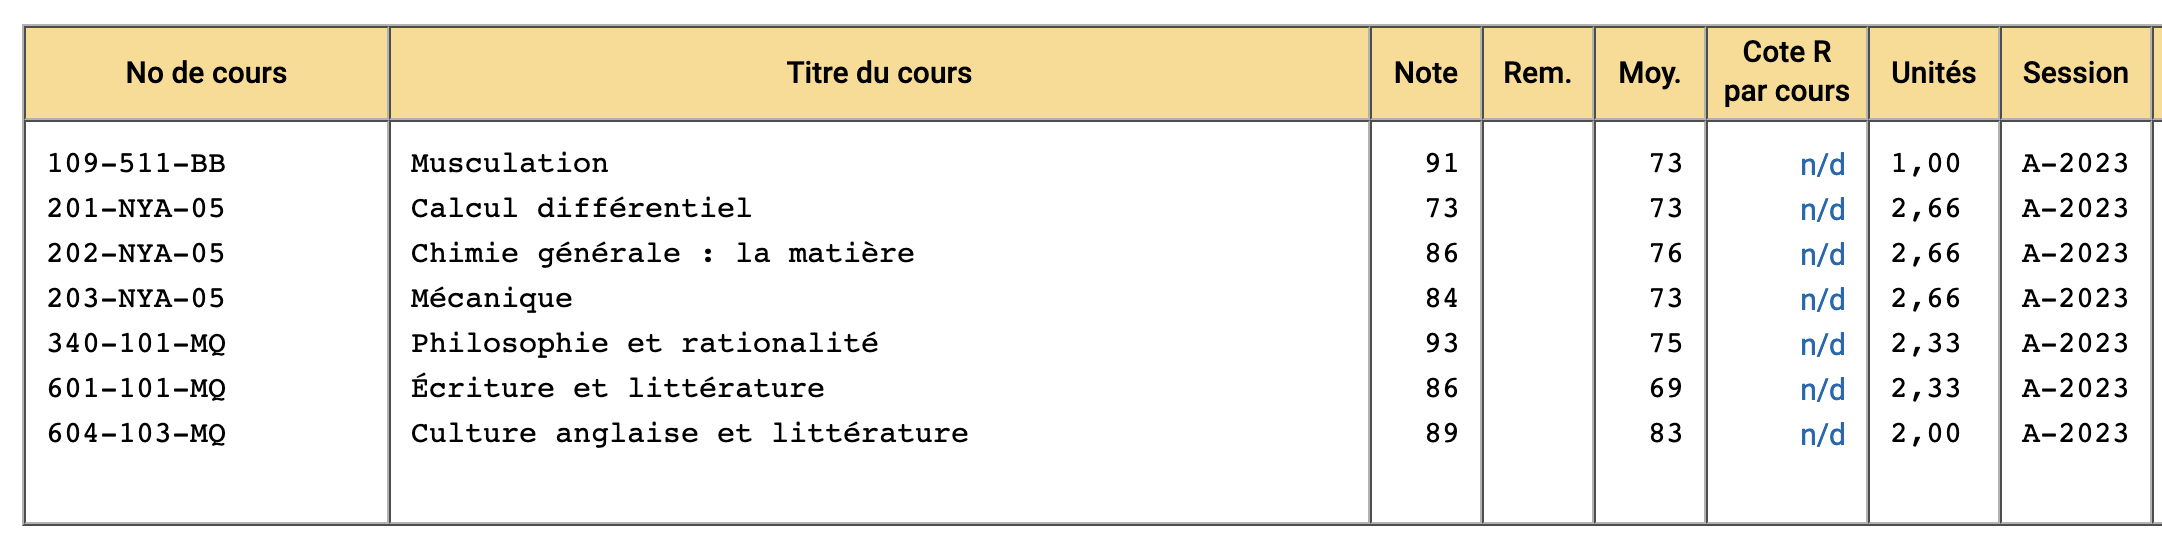 No de cours Titre du cours Note Rem. Moy. Cote R par cours Unités Session
109-511-BB Musculation 91 73 n/d 1,00 A-2023
201-NYA-05 Calcul différentiel 73 73 n/d 2,66 A-2023
202-NYA-05 Chimie générale : la matière 86 76 n/d 2,66 A-2023
203-NYA-05 Mécanique 84 73 n/d 2,66 A-2023
340-101-MQ Philosophie et rationalité 93 75 n/d 2,33 A-2023
601-101-MQ Écriture et littérature 86 69 n/d 2,33 A-2023
604-103-MQ Culture anglaise et littérature 89 83 n/d 2,00 A-2023